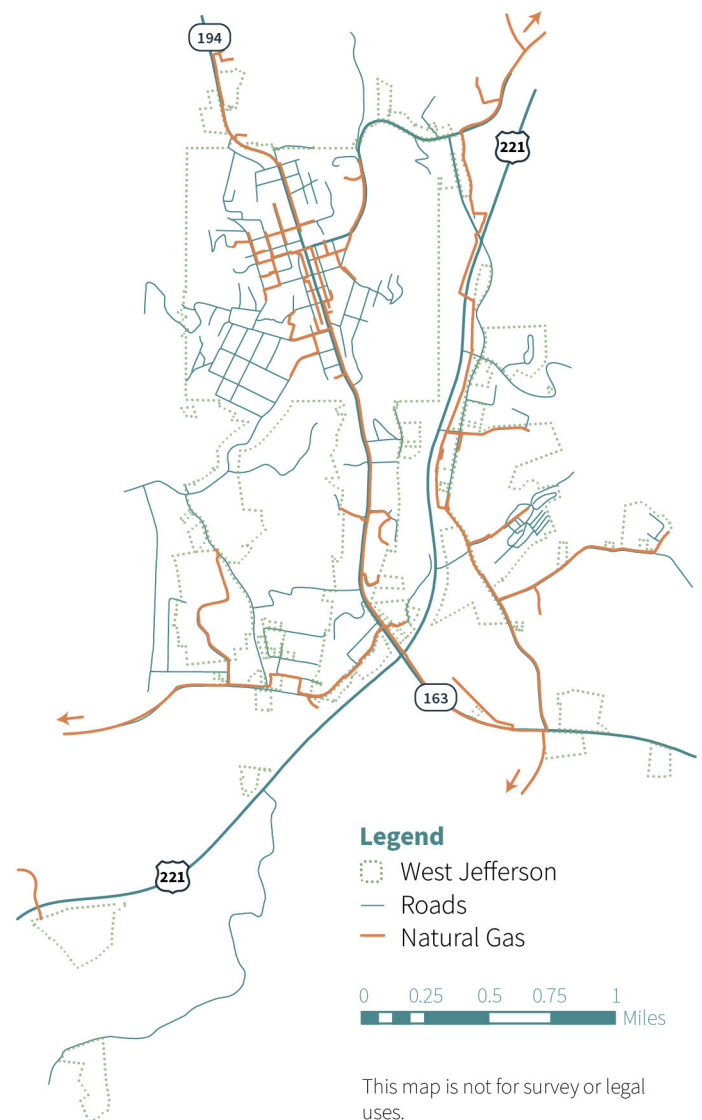 194
221
163
221
Legend
West Jefferson
Roads
Natural Gas
0 0.25 0.5 0.75 1
Miles
This map is not for survey or legal
uses.